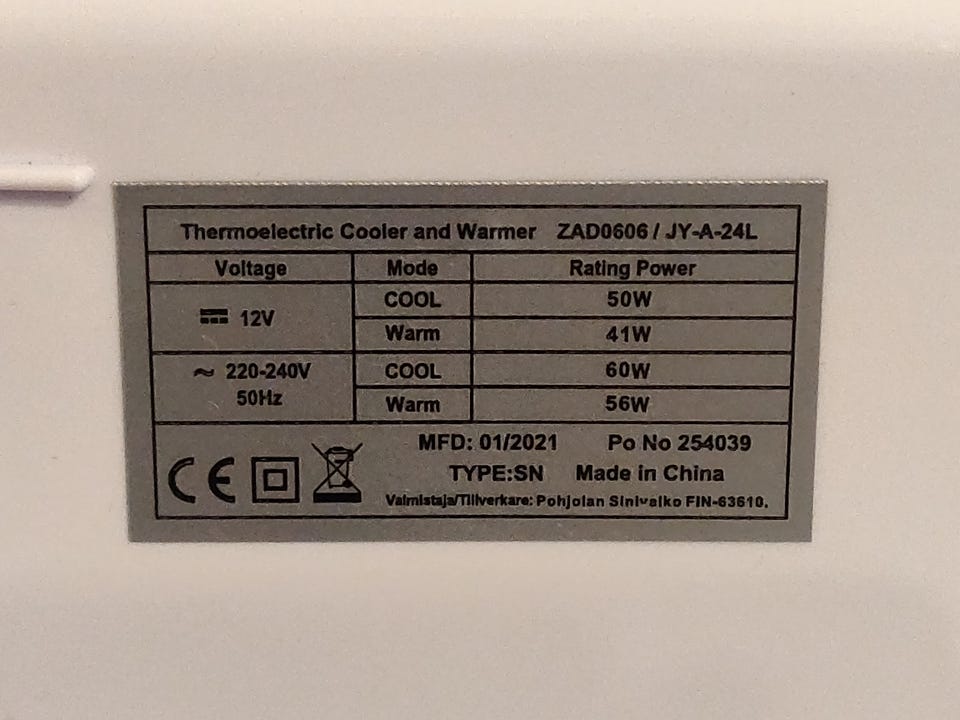 Thermoelectric Cooler and Warmer ZAD0606 / JY-A-24L
Voltage Mode Rating Power
12V COOL 50W
Warm 41W
~ 220-240V 50Hz COOL 60W
Warm 56W
MFD: 01/2021 Po No 254039
TYPE:SN Made in China
Valmistaja/Tillverkare: Pohjolan Sinivalko FIN-63610.
CE